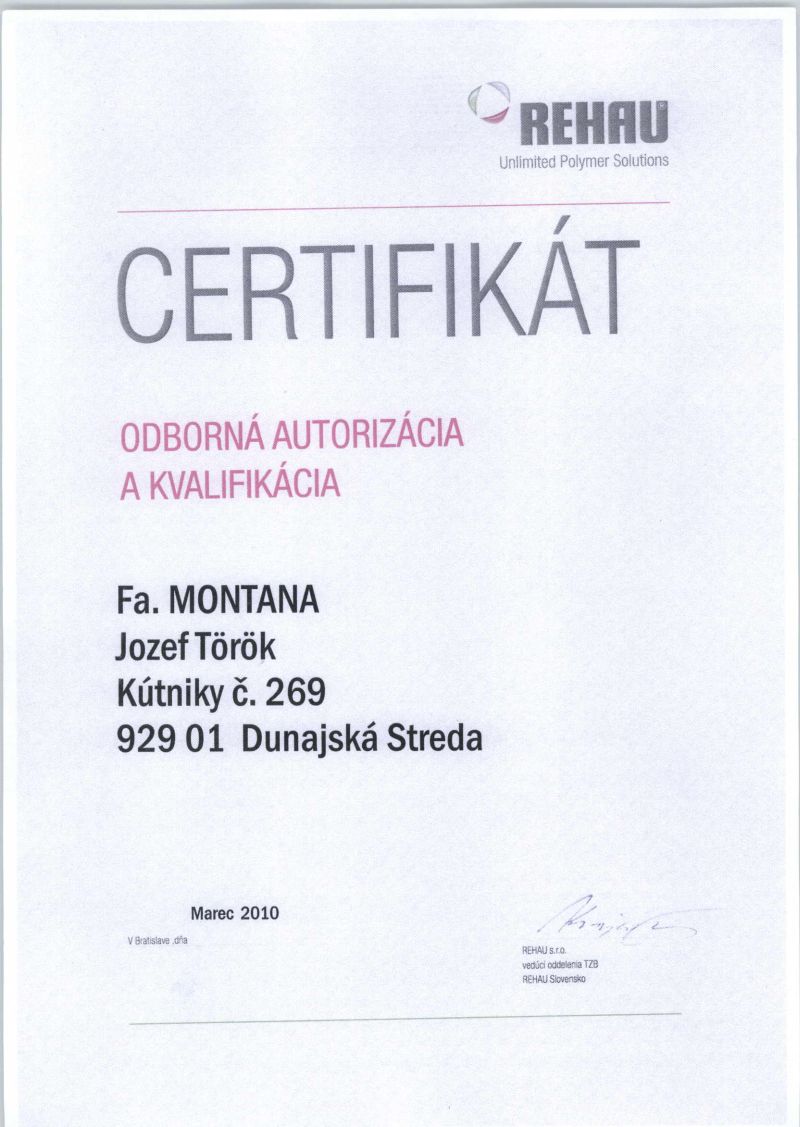 REHAU®
Unlimited Polymer Solutions
CERTIFIKÁT
ODBORNÁ AUTORIZÁCIA
A KVALIFIKÁCIA
Fa. MONTANA
Jozef Török
Kútniky č. 269
929 01 Dunajská Streda
Marec 2010
V Bratislave ,dňa
REHAU s.r.o.
vedúci oddelenia TZB
REHAU Slovensko